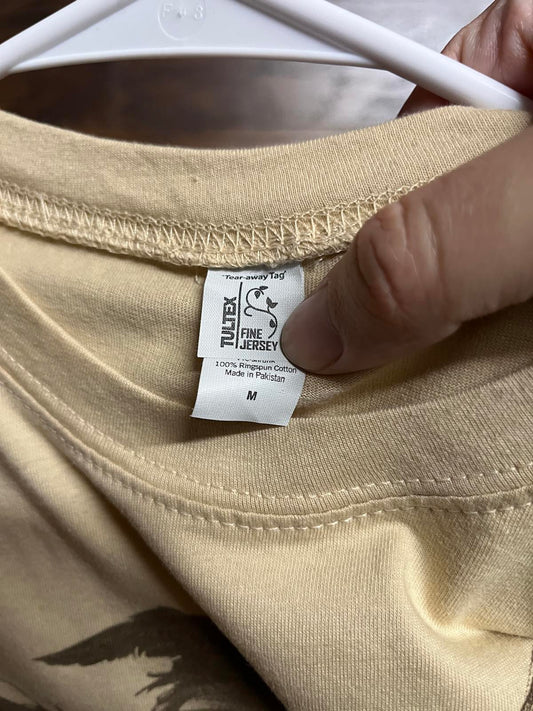 "Tear-away Tag"
TULTEX
FINE
JERSEY
100% Ringspun Cotton
Made in Pakistan
M